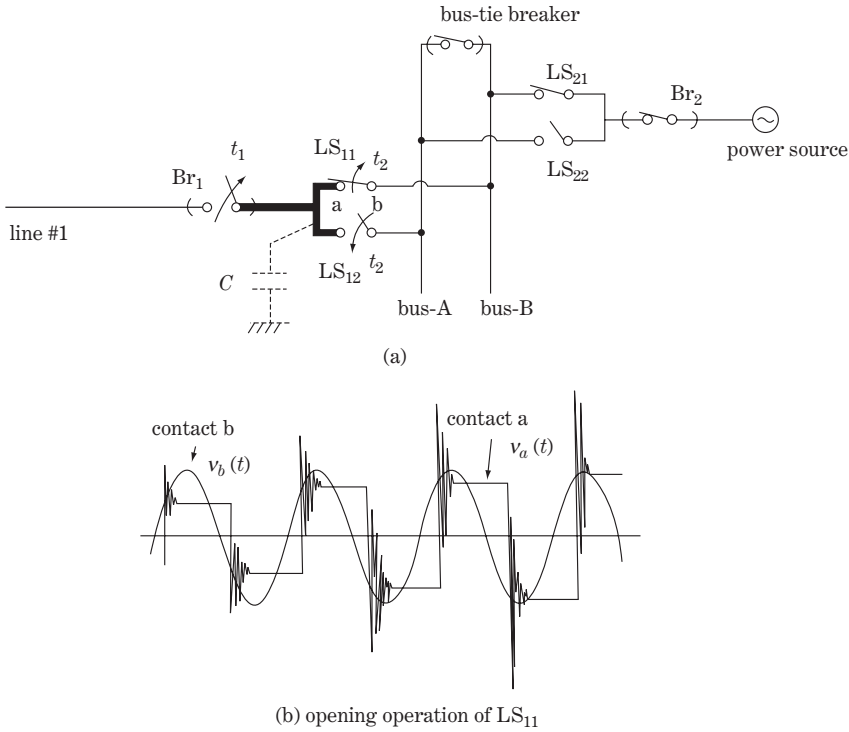 bus-tie breaker
LS21
Br2
power source
LS22
LS11
t1
t2
Br1
a b
line #1
LS12 t2
C
bus-A bus-B
(a)
contact b
vb (t)
contact a
va (t)
(b) opening operation of LS11